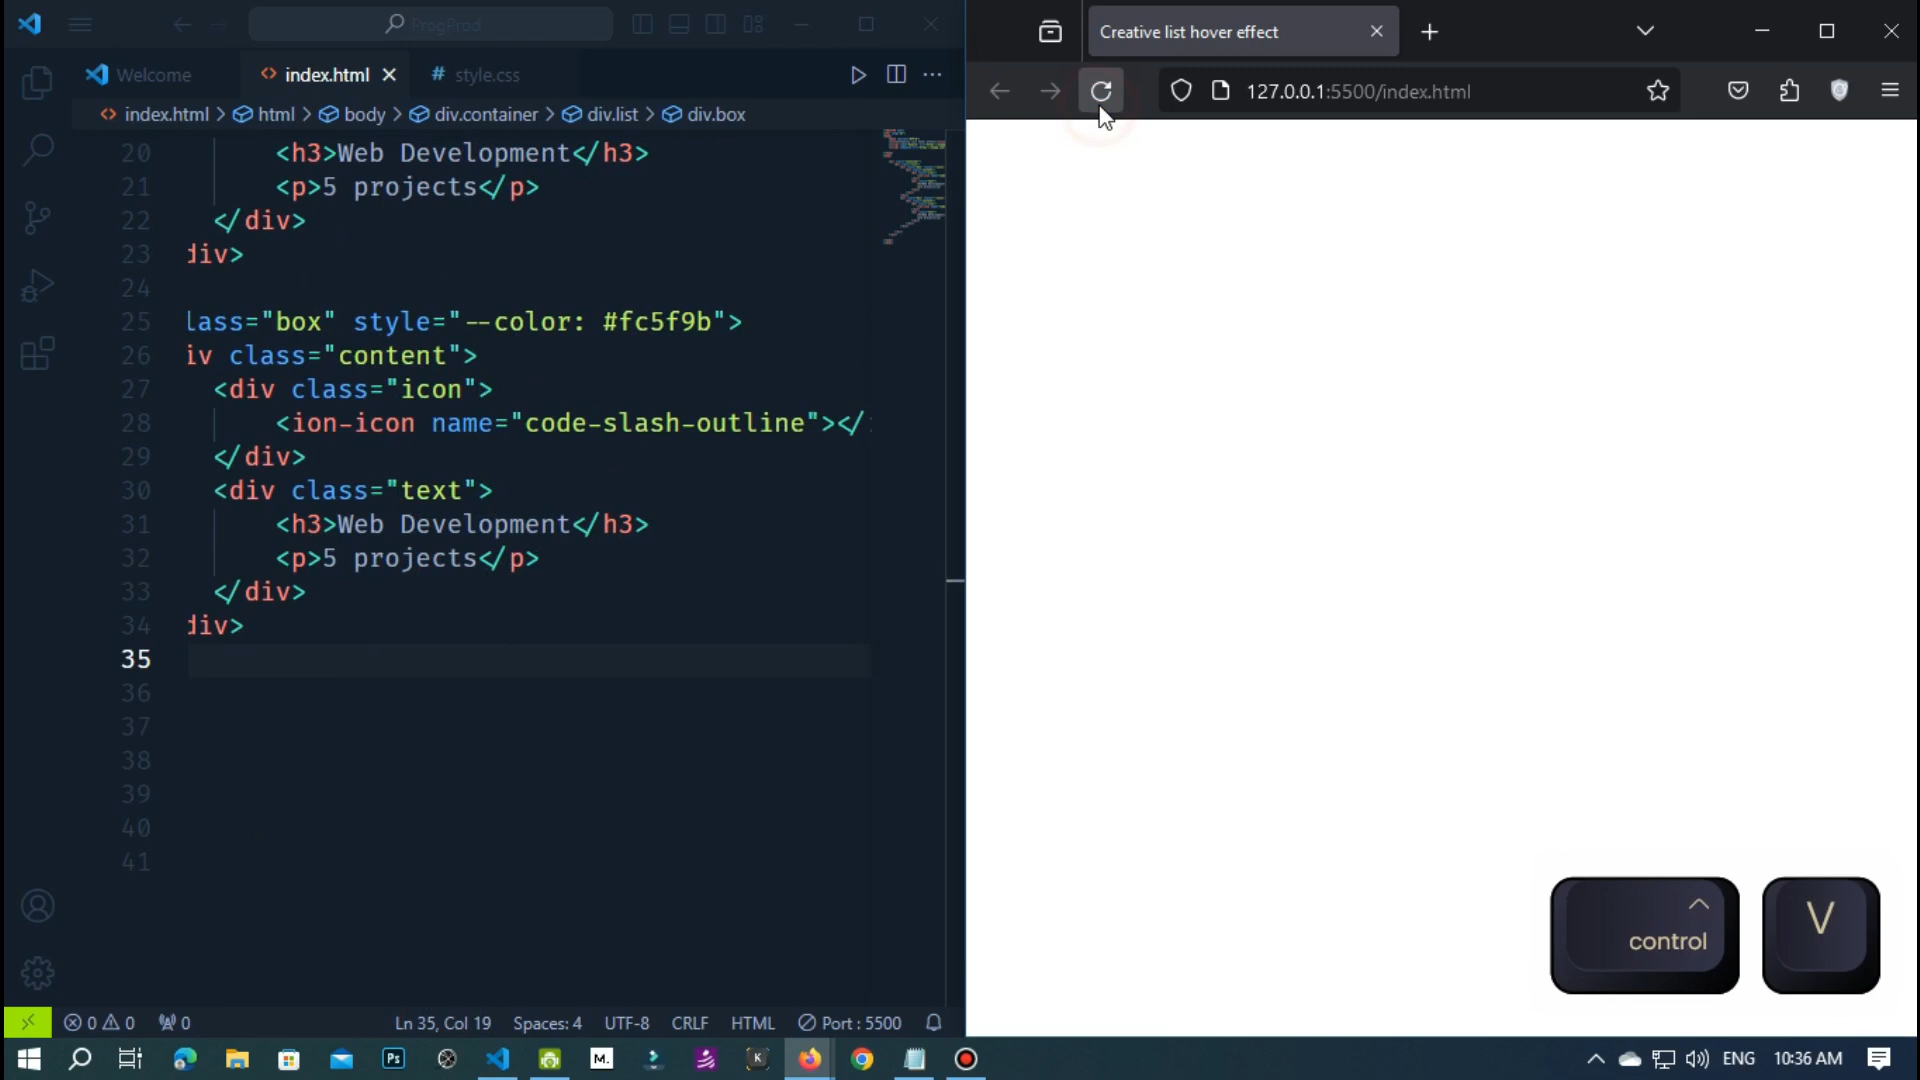 ProgProd
Creative list hover effect
Welcome
index.html
# style.css
127.0.0.1:5500/index.html
index.html > html > body > div.container > div.list > div.box
20 <h3>Web Development</h3>
21 <p>5 projects</p>
22 </div>
23 div>
24
25 lass="box" style="--color: #fc5f9b">
26 iv class="content">
27 <div class="icon">
28 <ion-icon name="code-slash-outline"></
29 </div>
30 <div class="text">
31 <h3>Web Development</h3>
32 <p>5 projects</p>
33 </div>
34 div>
35
36
37
38
39
40
41
control
V
0 0 0 Ln 35, Col 19 Spaces: 4 UTF-8 CRLF HTML Port : 5500
Ps M. K ENG 10:36 AM